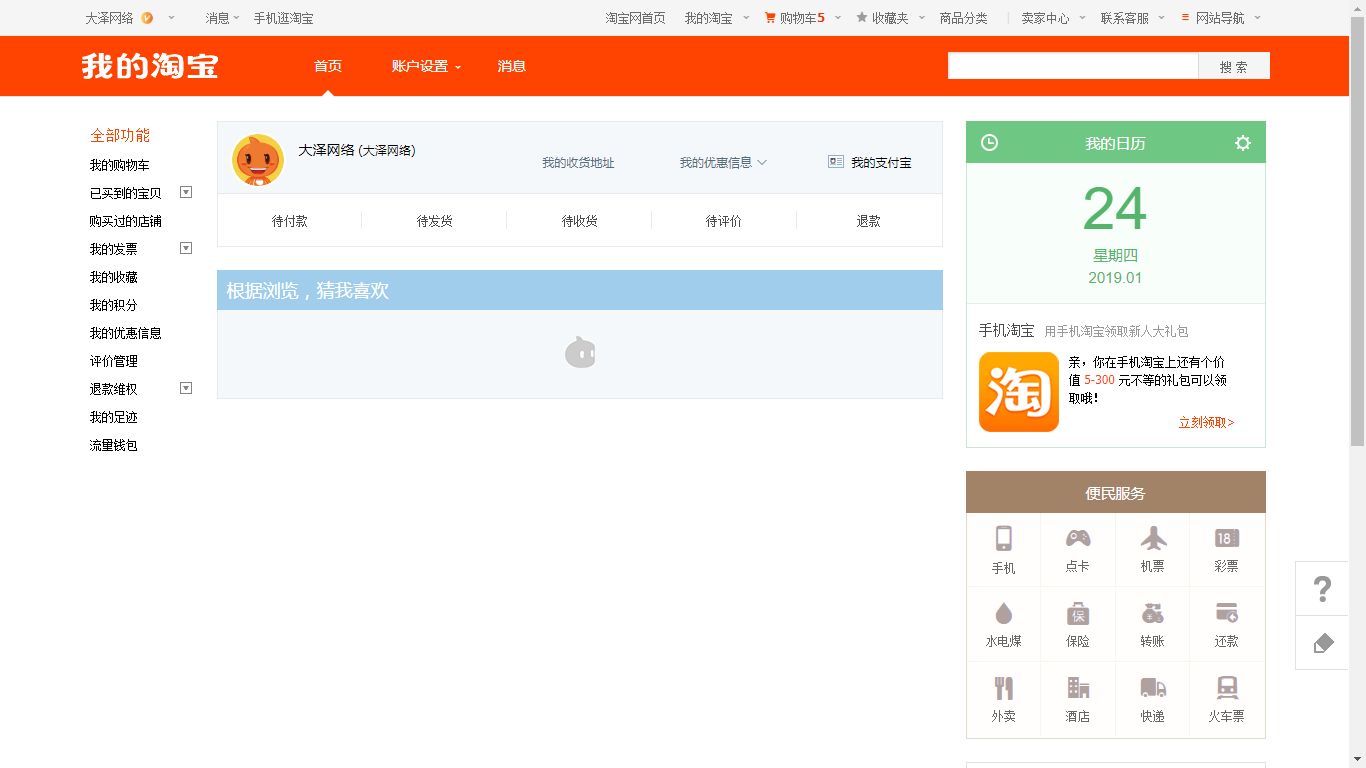 大泽网络 消息 手机逛淘宝 淘宝网首页 我的淘宝 购物车5 收藏夹 商品分类 卖家中心 联系客服 网站导航
我的淘宝 首页 账户设置 消息 搜 索
全部功能
我的购物车
已买到的宝贝
购买过的店铺
我的发票
我的收藏
我的积分
我的优惠信息
评价管理
退款维权
我的足迹
流量钱包
大泽网络 (大泽网络) 我的收货地址 我的优惠信息 我的支付宝
待付款 待发货 待收货 待评价 退款
根据浏览，猜我喜欢
我的日历
24
星期四
2019.01
手机淘宝 用手机淘宝领取新人大礼包
淘
亲，你在手机淘宝上还有个价
值 5-300 元不等的礼包可以领
取哦！
立刻领取>
便民服务
18
手机 点卡 机票 彩票
保
¥
水电煤 保险 转账 还款
外卖 酒店 快递 火车票
?